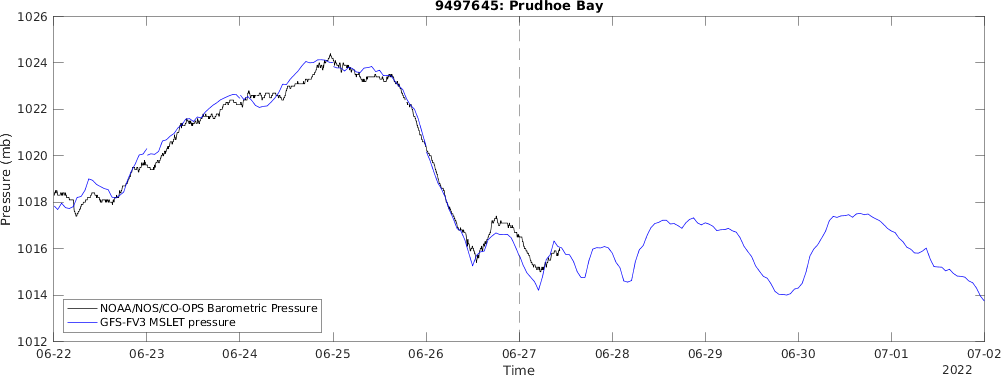 9497645: Prudhoe Bay
1026
1024
1022
1020
1018
1016
1014
1012
Pressure (mb)
NOAA/NOS/CO-OPS Barometric Pressure
GFS-FV3 MSLET pressure
06-22 06-23 06-24 06-25 06-26 06-27 06-28 06-29 06-30 07-01 07-02
Time
2022